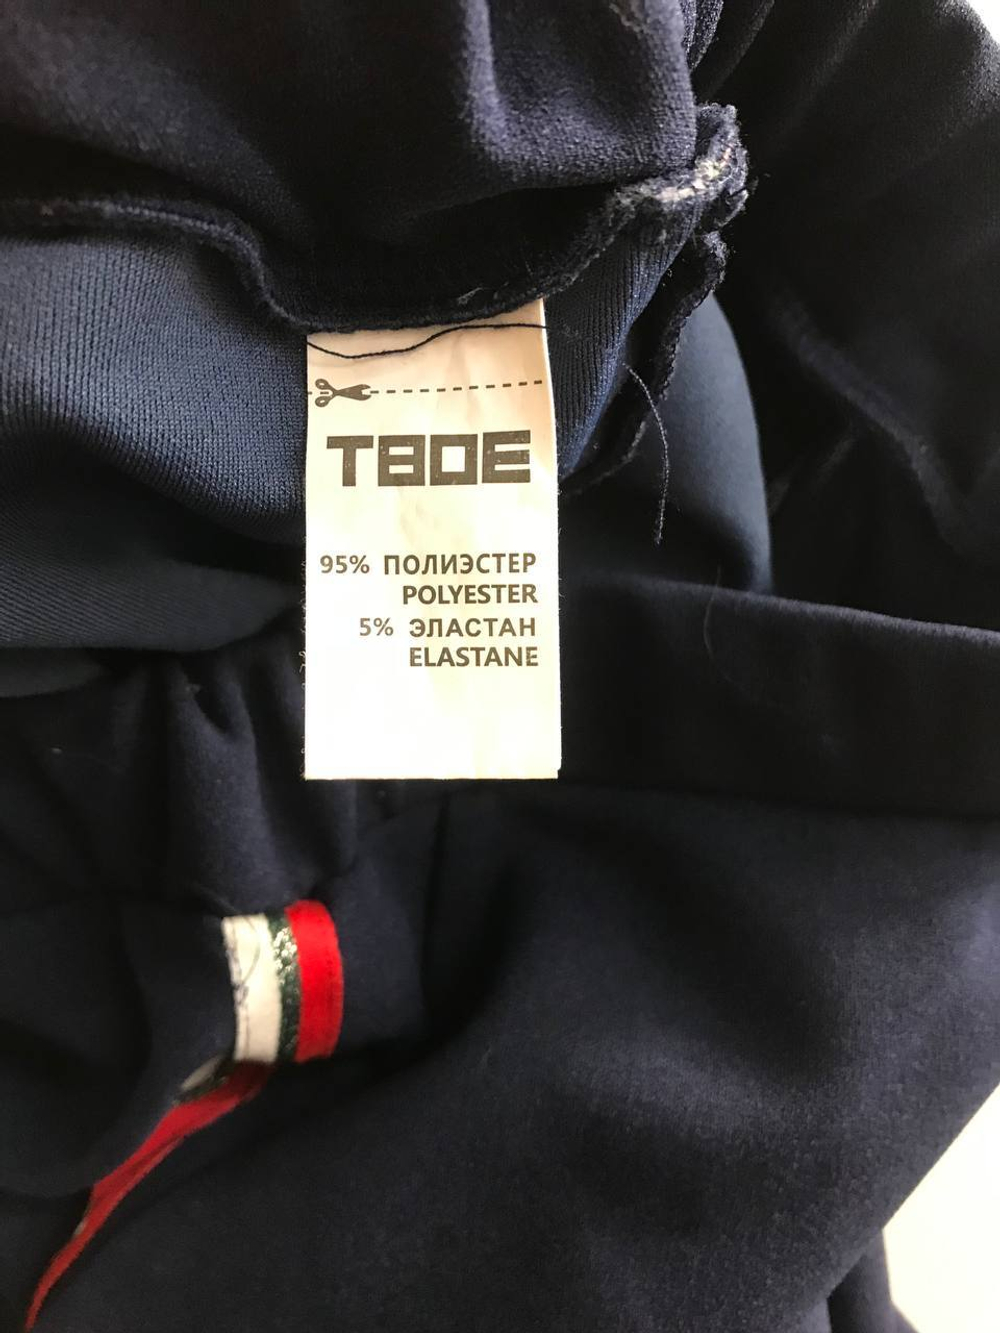 ТВОЕ
95% ПОЛИЭСТЕР
POLYESTER
5% ЭЛАСТАН
ELASTANE